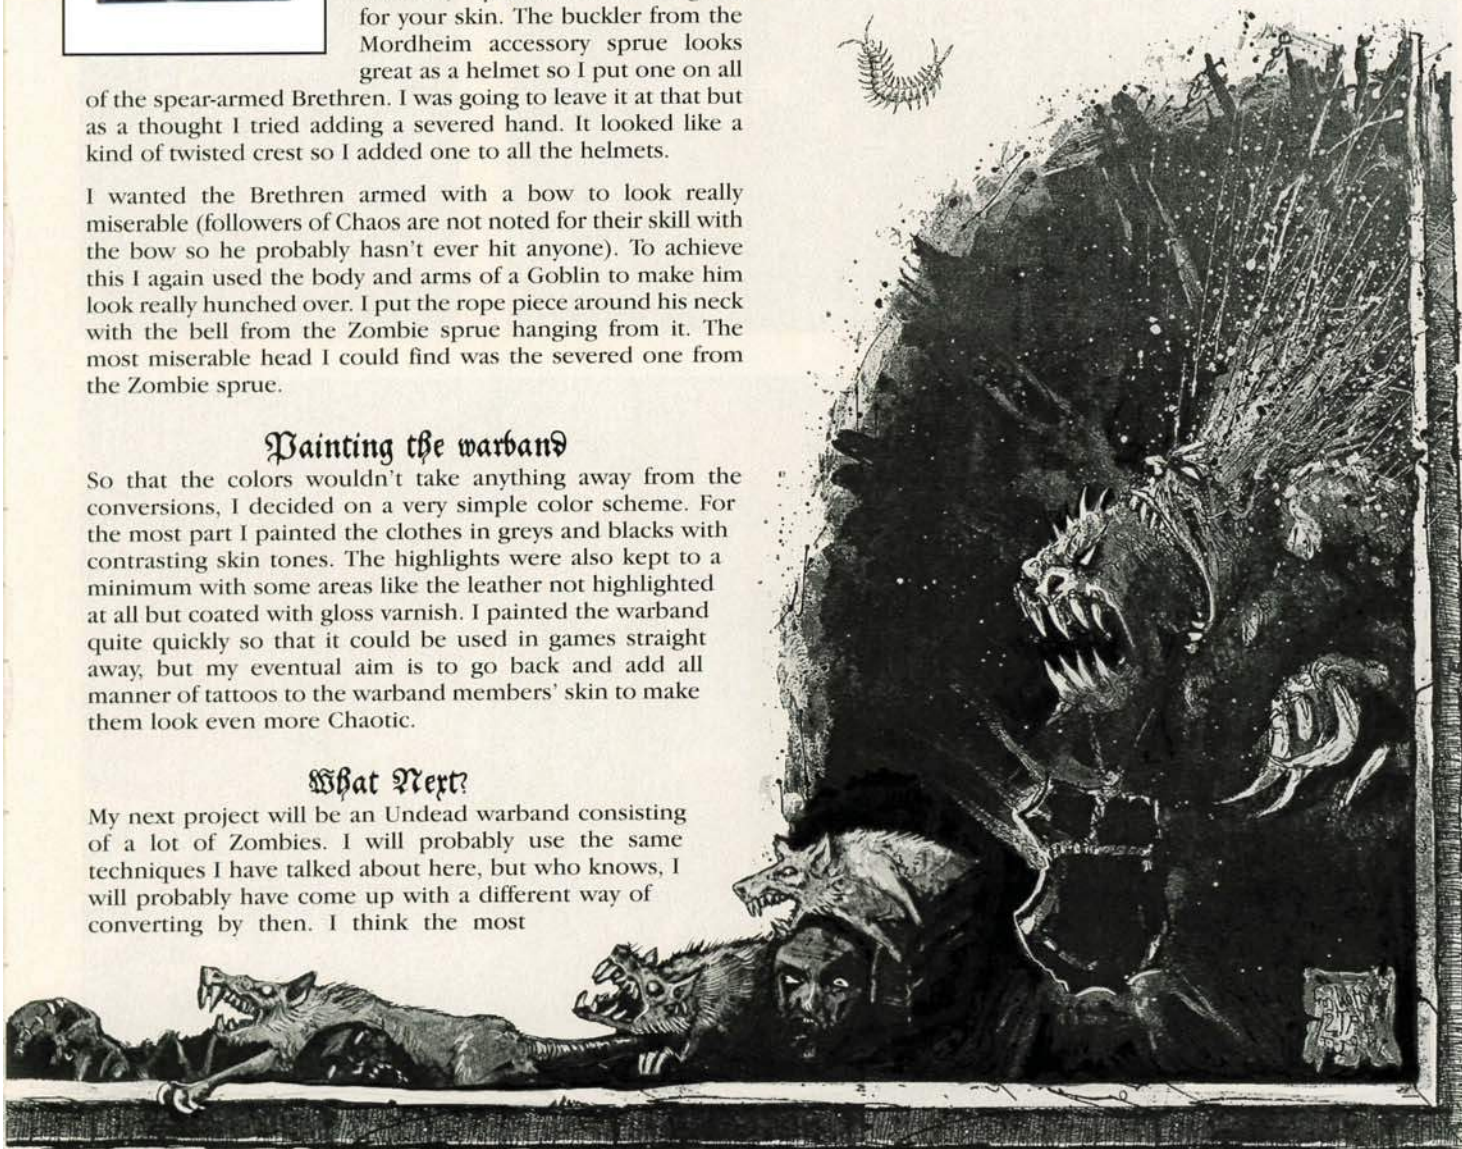 for your skin. The buckler from the
Mordheim accessory sprue looks
great as a helmet so I put one on all
of the spear-armed Brethren. I was going to leave it at that but
as a thought I tried adding a severed hand. It looked like a
kind of twisted crest so I added one to all the helmets.
I wanted the Brethren armed with a bow to look really
miserable (followers of Chaos are not noted for their skill with
the bow so he probably hasn't ever hit anyone). To achieve
this I again used the body and arms of a Goblin to make him
look really hunched over. I put the rope piece around his neck
with the bell from the Zombie sprue hanging from it. The
most miserable head I could find was the severed one from
the Zombie sprue.
Painting the warband
So that the colors wouldn't take anything away from the
conversions, I decided on a very simple color scheme. For
the most part I painted the clothes in greys and blacks with
contrasting skin tones. The highlights were also kept to a
minimum with some areas like the leather not highlighted
at all but coated with gloss varnish. I painted the warband
quite quickly so that it could be used in games straight
away, but my eventual aim is to go back and add all
manner of tattoos to the warband members' skin to make
them look even more Chaotic.
What Next?
My next project will be an Undead warband consisting
of a lot of Zombies. I will probably use the same
techniques I have talked about here, but who knows, I
will probably have come up with a different way of
converting by then. I think the most